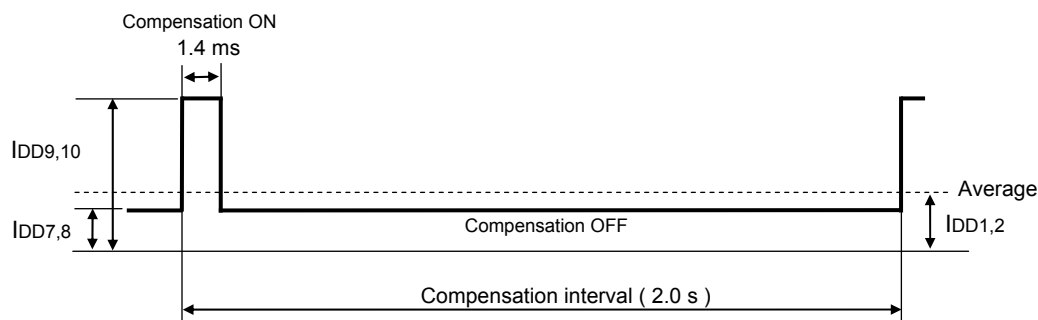 Compensation ON
1.4 ms
IDD9,10
Average
IDD7,8
Compensation OFF
IDD1,2
Compensation interval ( 2.0 s )